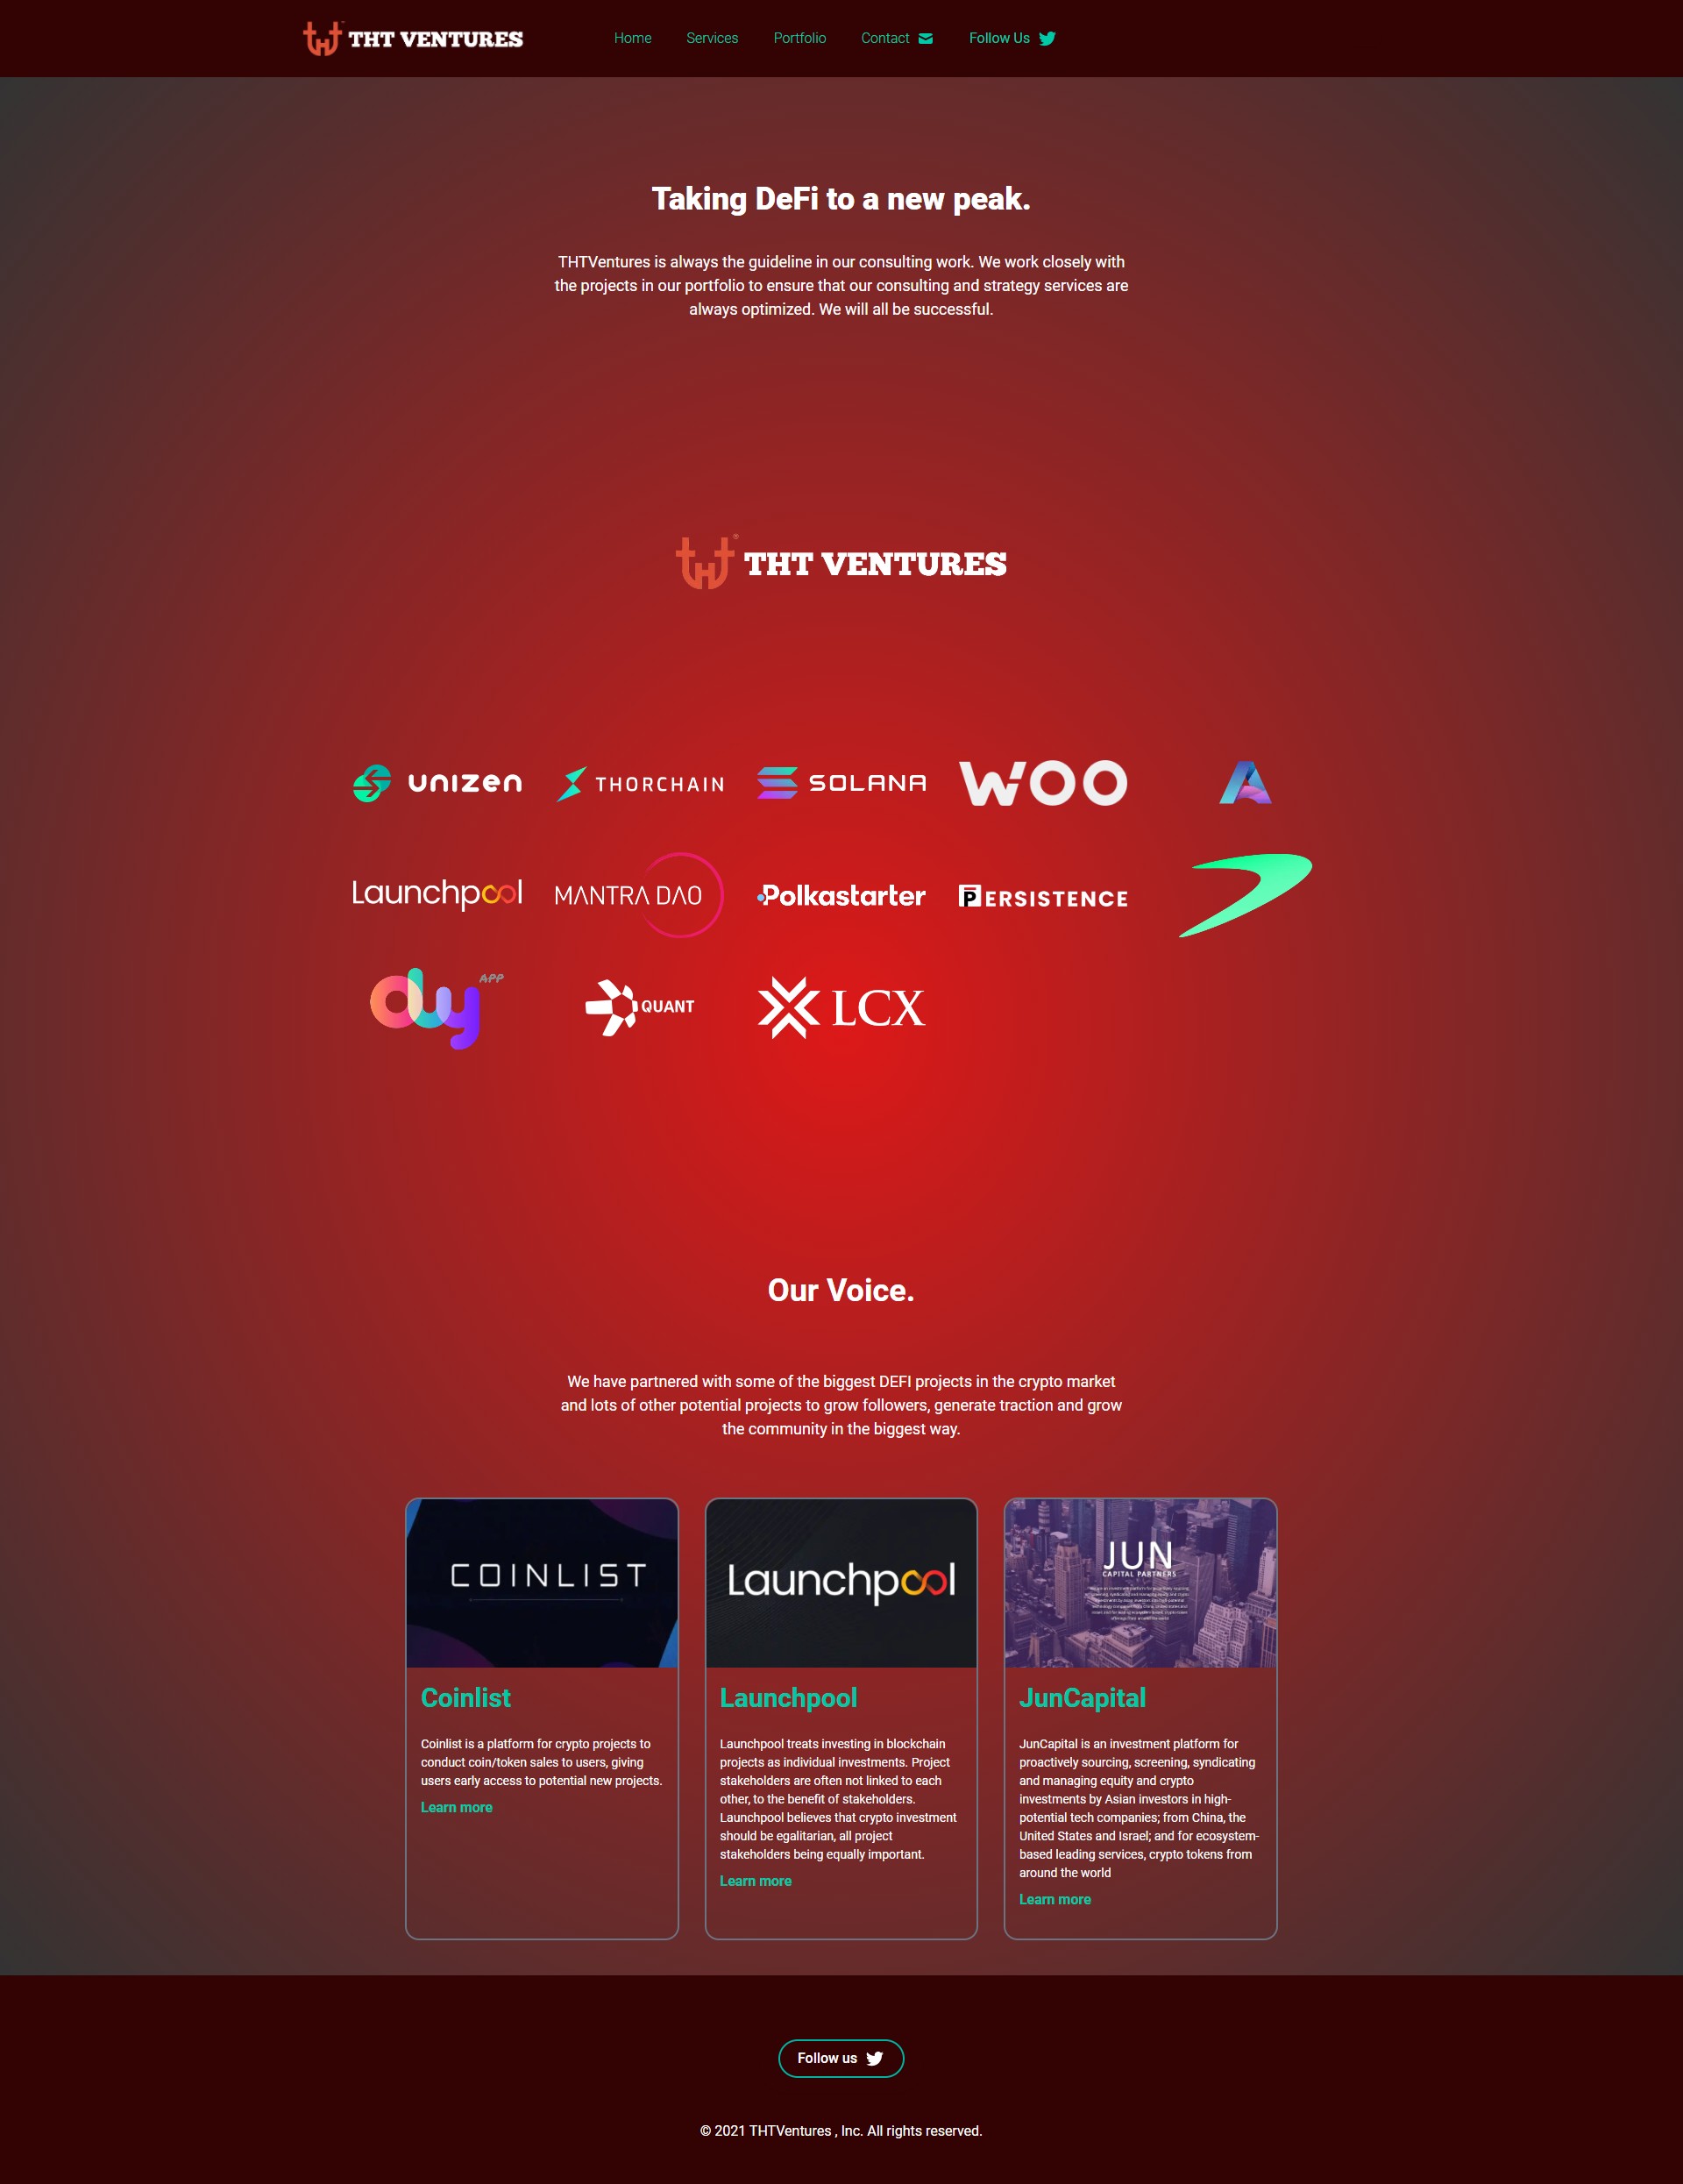 THT VENTURES
Home Services Portfolio Contact Follow Us
Taking DeFi to a new peak.
THTVentures is always the guideline in our consulting work. We work closely with
the projects in our portfolio to ensure that our consulting and strategy services are
always optimized. We will all be successful.
THT VENTURES
unizen THORCHAIN SOLANA WOO
Launchpool MANTRA DAO Polkastarter PERSISTENCE
dly APP QUANT LCX
Our Voice.
We have partnered with some of the biggest DEFI projects in the crypto market
and lots of other potential projects to grow followers, generate traction and grow
the community in the biggest way.
COINLIST
Coinlist
Coinlist is a platform for crypto projects to
conduct coin/token sales to users, giving
users early access to potential new projects.
Learn more
Launchpool
Launchpool
Launchpool treats investing in blockchain
projects as individual investments. Project
stakeholders are often not linked to each
other, to the benefit of stakeholders.
Launchpool believes that crypto investment
should be egalitarian, all project
stakeholders being equally important.
Learn more
JUN
CAPITAL PARTNERS
JunCapital
JunCapital is an investment platform for
proactively sourcing, screening, syndicating
and managing equity and crypto
investments by Asian investors in high-
potential tech companies; from China, the
United States and Israel; and for ecosystem-
based leading services, crypto tokens from
around the world
Learn more
Follow us
© 2021 THTVentures , Inc. All rights reserved.